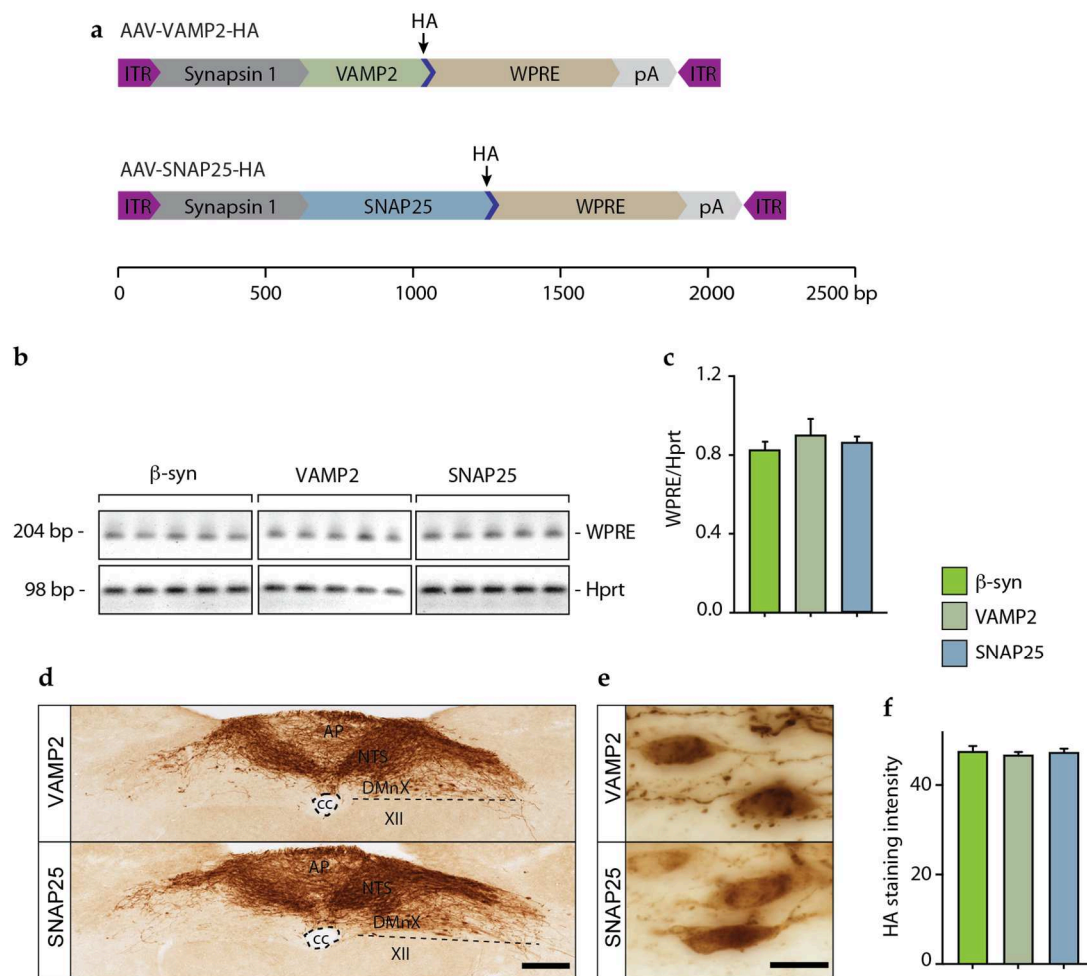 a
AAV-VAMP2-HA
HA
ITR Synapsin 1 VAMP2 WPRE pA ITR
AAV-SNAP25-HA
HA
ITR Synapsin 1 SNAP25 WPRE pA ITR
0 500 1000 1500 2000 2500 bp
b
β-syn VAMP2 SNAP25
204 bp - - WPRE
98 bp - - Hprt
c
WPRE/Hprt
1.2
0.8
0.4
0.0
β-syn
VAMP2
SNAP25
d
VAMP2
AP
NTS
DMnX
cc
XII
SNAP25
AP
NTS
DMnX
cc
XII
e
VAMP2
SNAP25
f
HA staining intensity
40
20
0